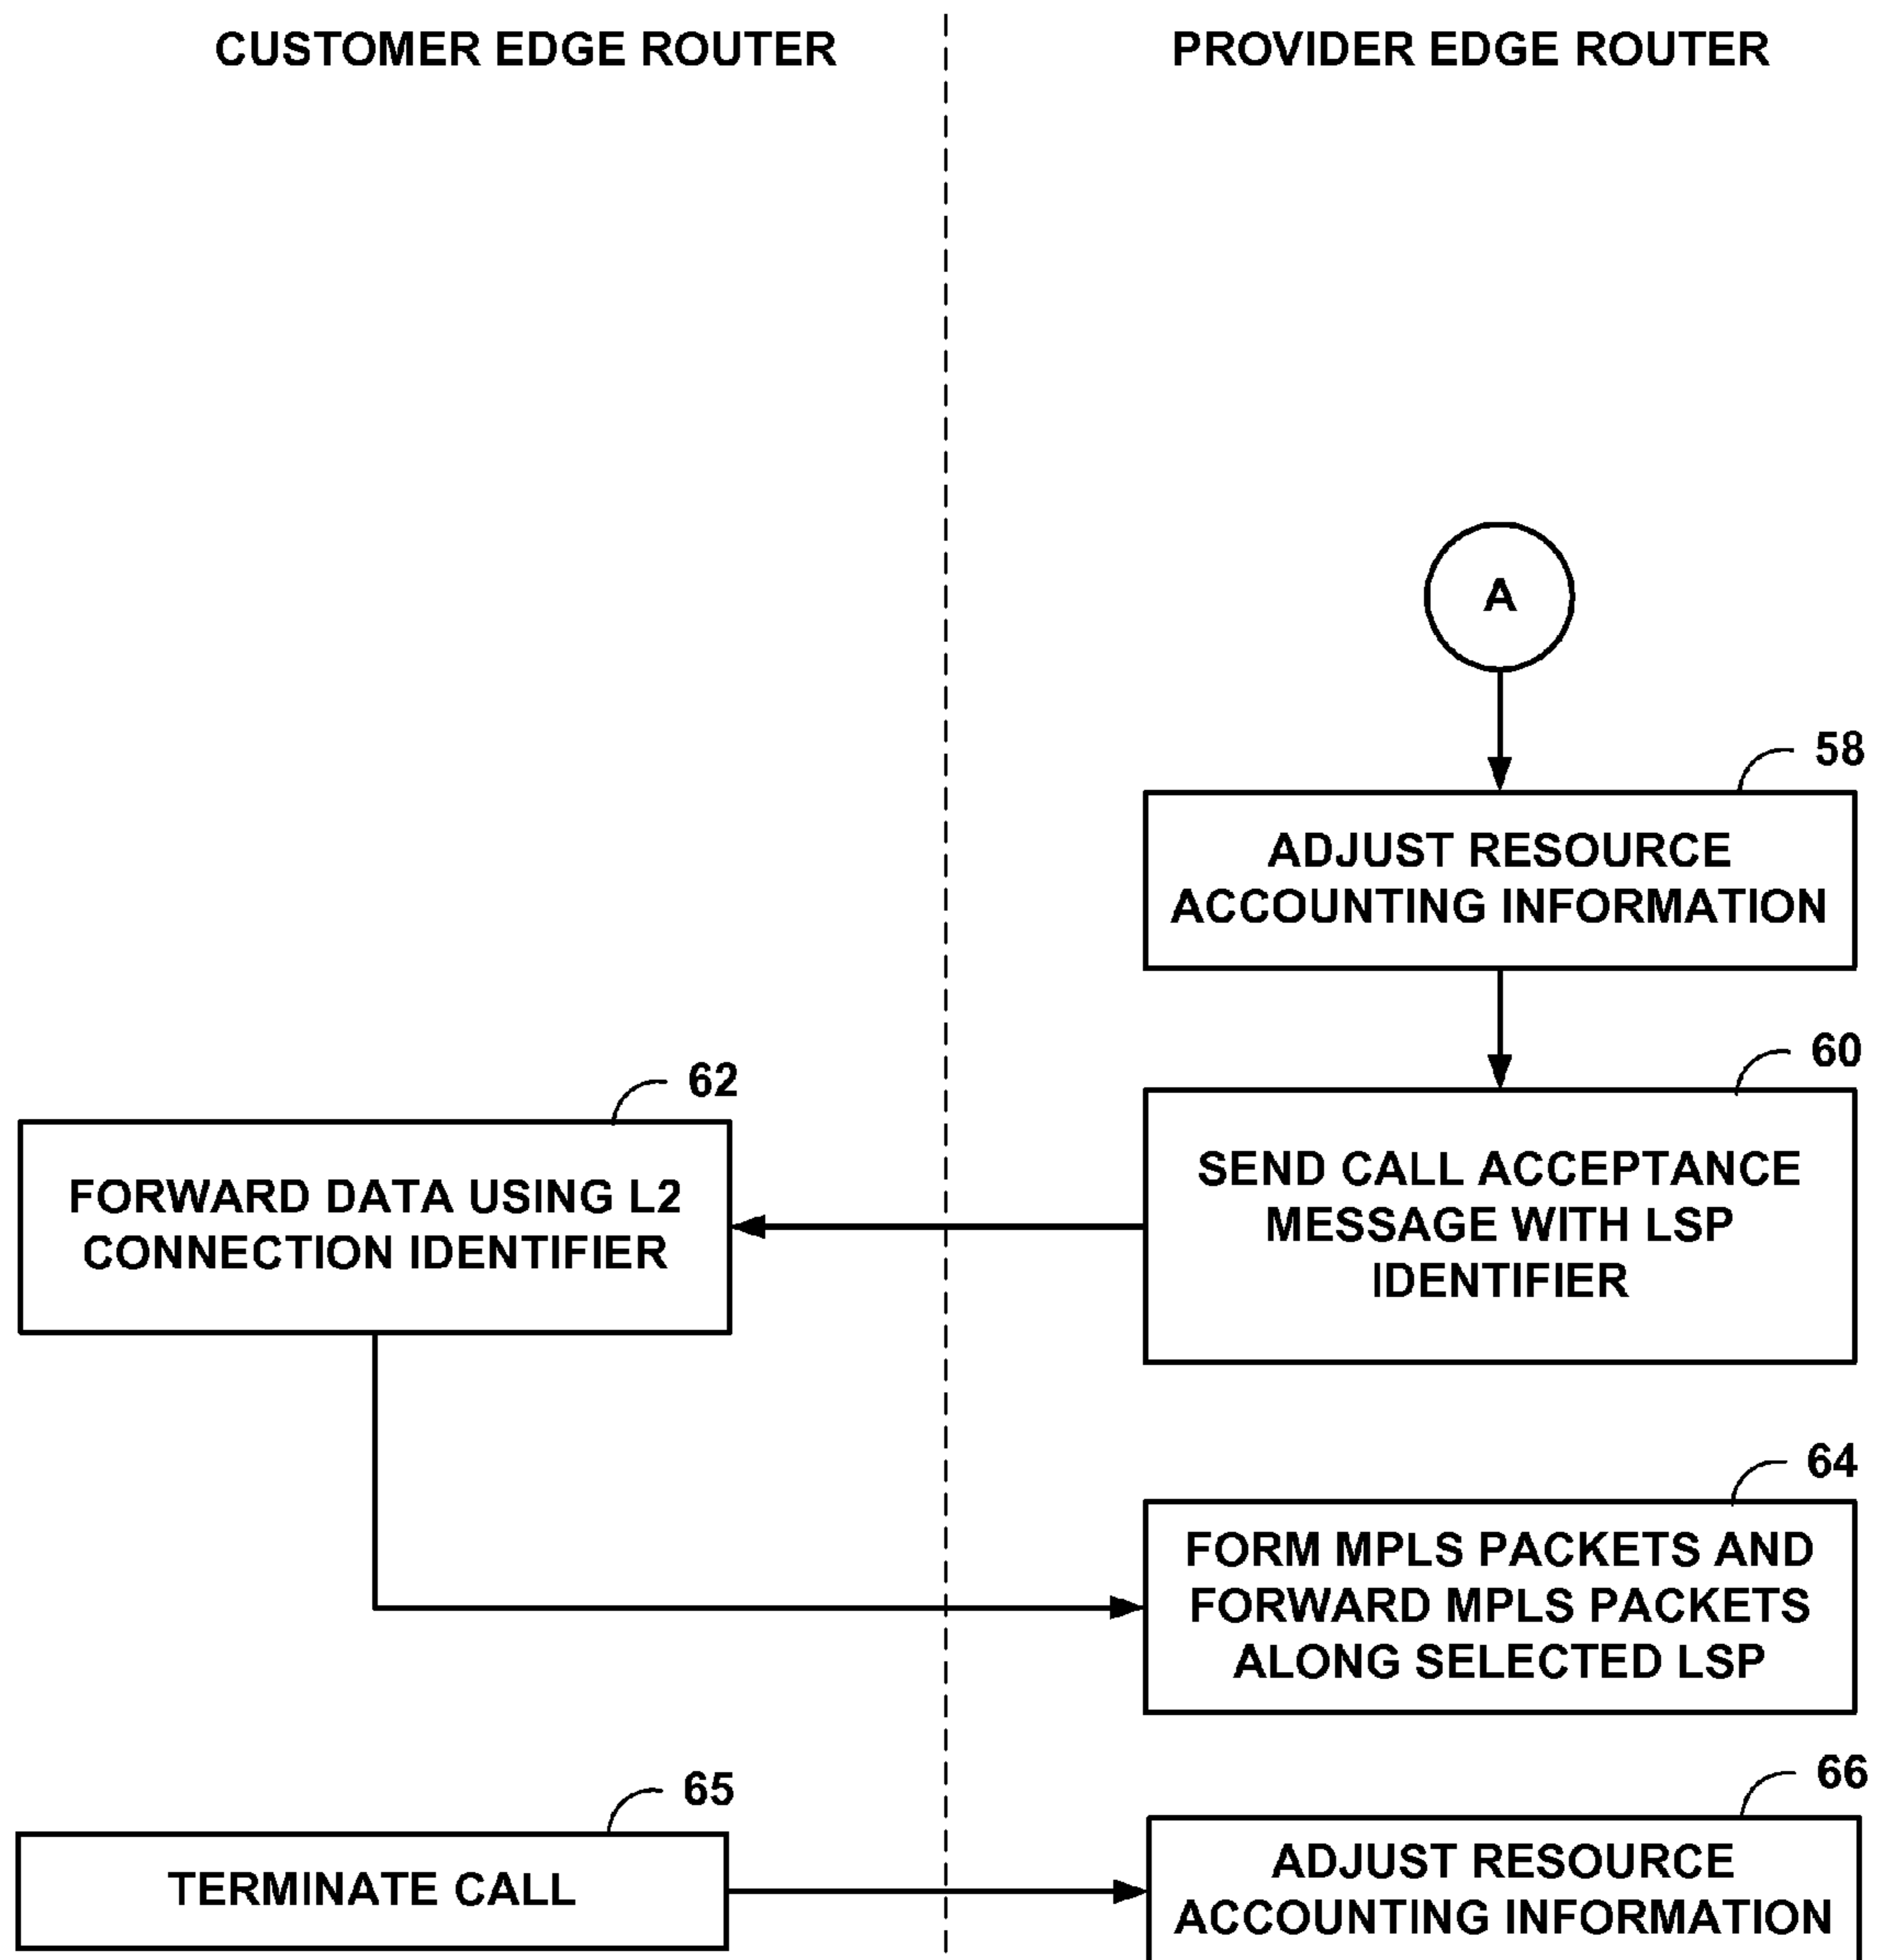 CUSTOMER EDGE ROUTER
PROVIDER EDGE ROUTER
A
58
ADJUST RESOURCE
ACCOUNTING INFORMATION
60
SEND CALL ACCEPTANCE
MESSAGE WITH LSP
IDENTIFIER
62
FORWARD DATA USING L2
CONNECTION IDENTIFIER
64
FORM MPLS PACKETS AND
FORWARD MPLS PACKETS
ALONG SELECTED LSP
65
TERMINATE CALL
66
ADJUST RESOURCE
ACCOUNTING INFORMATION